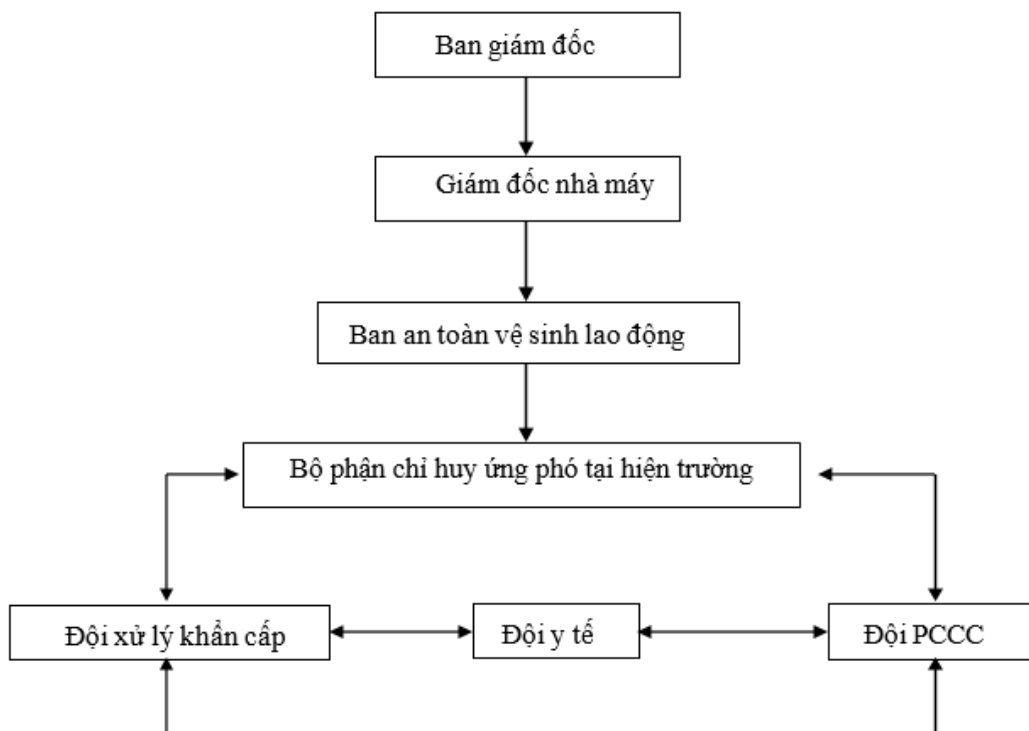 Ban giám đốc
Giám đốc nhà máy
Ban an toàn vệ sinh lao động
Bộ phận chỉ huy ứng phó tại hiện trường
Đội xử lý khẩn cấp
Đội y tế
Đội PCCC